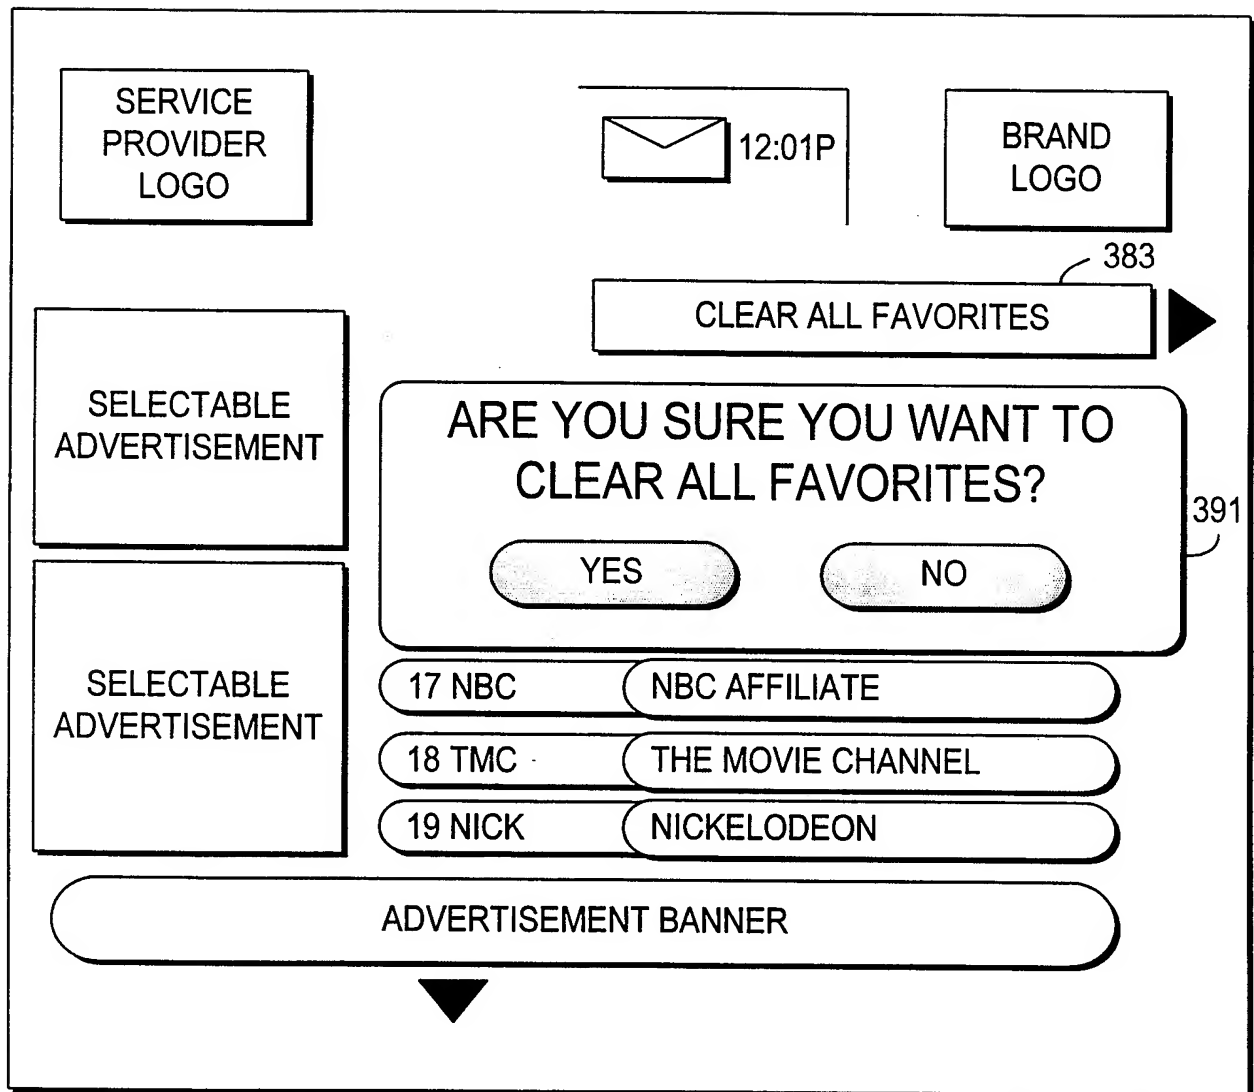 SERVICE
PROVIDER
LOGO
12:01P
BRAND
LOGO
383
CLEAR ALL FAVORITES
SELECTABLE
ADVERTISEMENT
ARE YOU SURE YOU WANT TO
CLEAR ALL FAVORITES?
391
YES
NO
SELECTABLE
ADVERTISEMENT
17 NBC
NBC AFFILIATE
18 TMC
THE MOVIE CHANNEL
19 NICK
NICKELODEON
ADVERTISEMENT BANNER